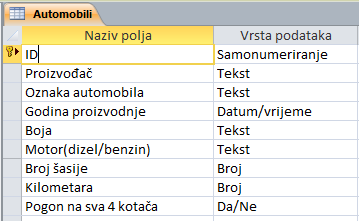 Automobili
Naziv polja Vrsta podataka
ID Samonumeriranje
Proizvođač Tekst
Oznaka automobila Tekst
Godina proizvodnje Datum/vrijeme
Boja Tekst
Motor(dizel/benzin) Tekst
Broj šasije Broj
Kilometara Broj
Pogon na sva 4 kotača Da/Ne